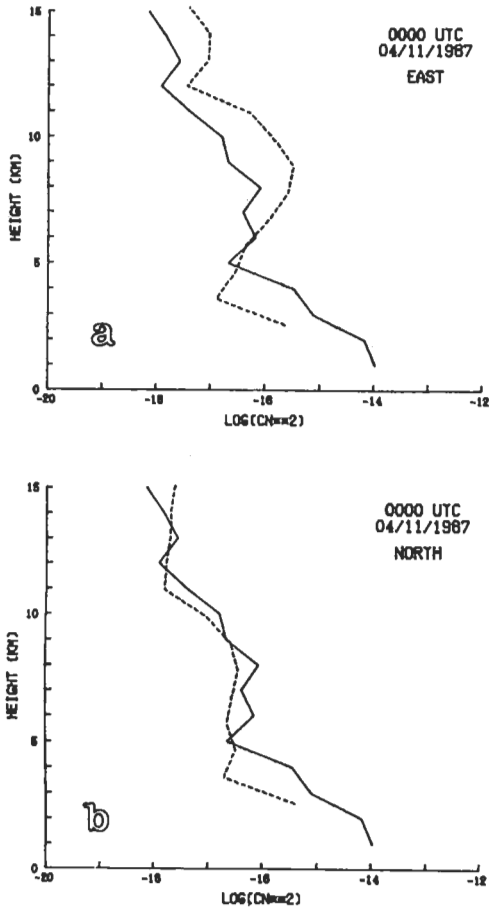 15
10
5
0
HEIGHT (KM)
0000 UTC
04/11/1987
EAST
a
-20 -18 -16 -14 -12
LOG(CN**2)
15
10
5
0
HEIGHT (KM)
0000 UTC
04/11/1987
NORTH
b
-20 -18 -16 -14 -12
LOG(CN**2)